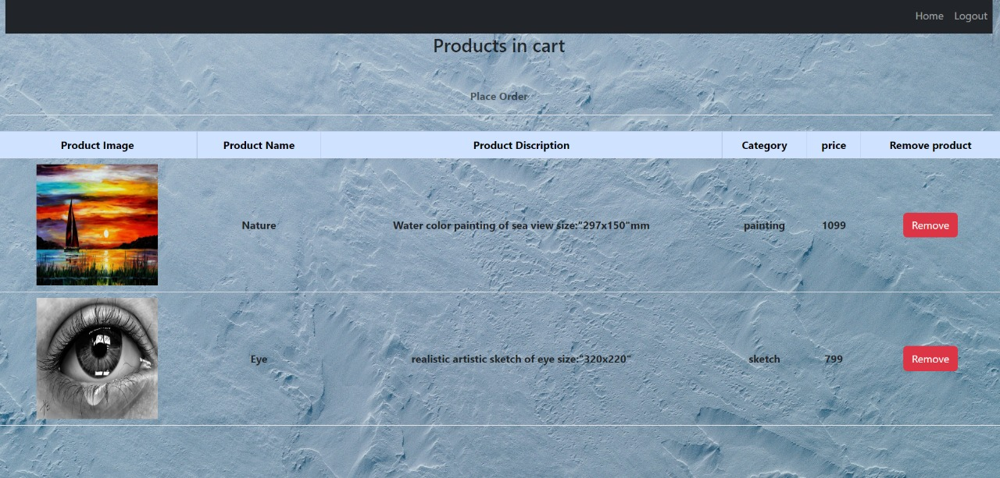 Home Logout
Products in cart
Place Order
Product Image Product Name Product Discription Category price Remove product
Nature Water color painting of sea view size:"297x150"mm painting 1099 Remove
Eye realistic artistic sketch of eye size:"320x220" sketch 799 Remove